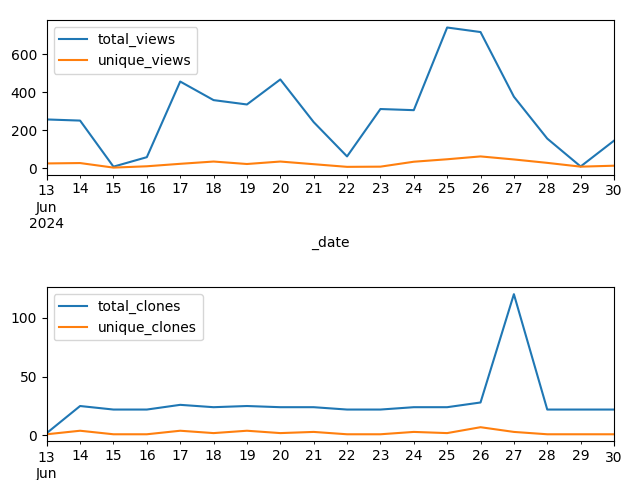 total_views
unique_views
600
400
200
0
13 14 15 16 17 18 19 20 21 22 23 24 25 26 27 28 29 30
Jun
2024
_date
total_clones
unique_clones
100
50
0
13 14 15 16 17 18 19 20 21 22 23 24 25 26 27 28 29 30
Jun